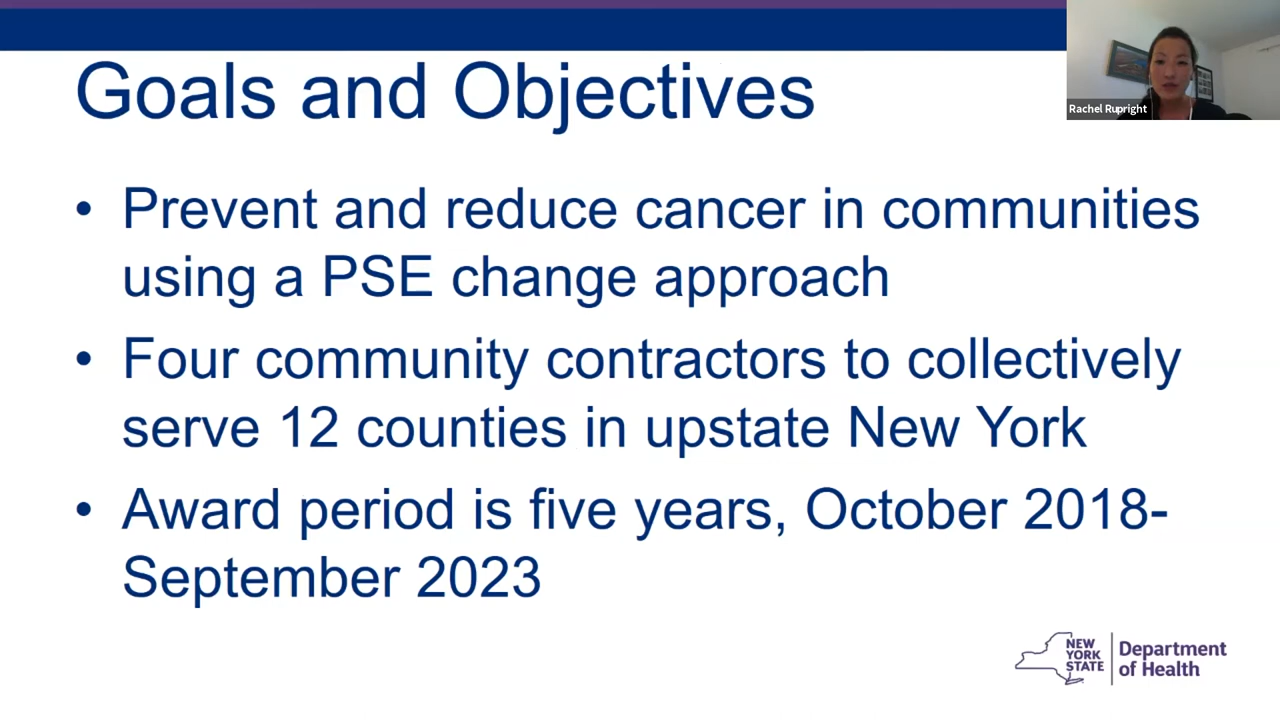 Goals and Objectives
Rachel Rupright
• Prevent and reduce cancer in communities
using a PSE change approach
• Four community contractors to collectively
serve 12 counties in upstate New York
• Award period is five years, October 2018-
September 2023
NEW
YORK
STATE
Department
of Health